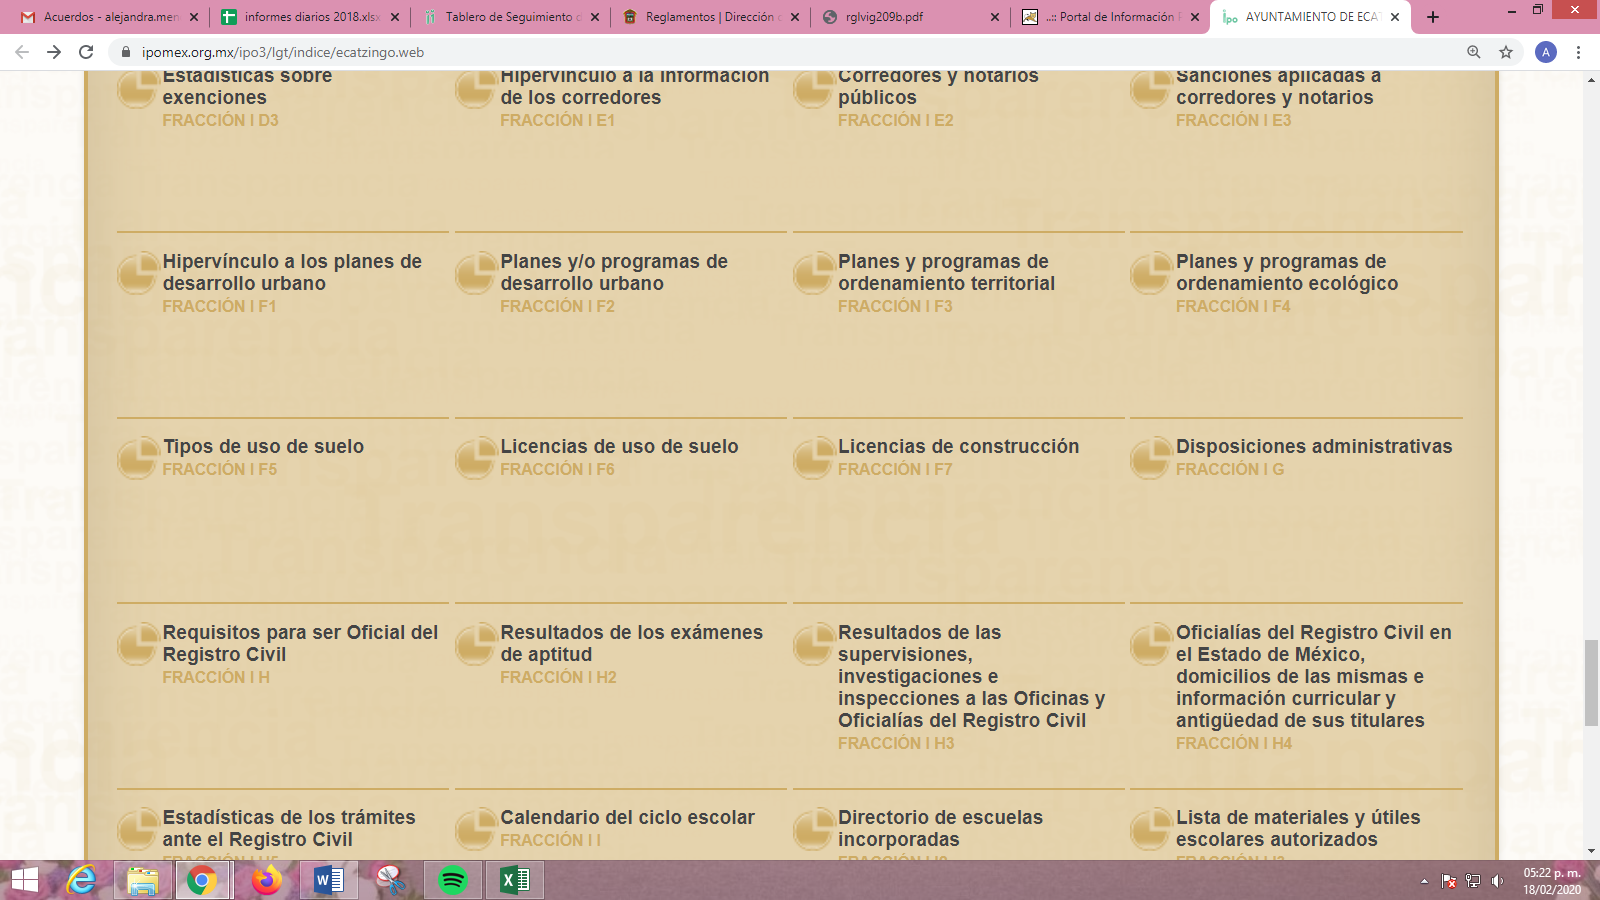 Acuerdos - alejandra.men
informes diarios 2018.xlsx
Tablero de Seguimiento d
Reglamentos | Dirección d
rglvig209b.pdf
..:: Portal de Información P
AYUNTAMIENTO DE ECAT
ipomex.org.mx/ipo3/lgt/indice/ecatzingo.web
A
Estadísticas sobre
exenciones
FRACCIÓN I D3
Hipervínculo a la información
de los corredores
FRACCIÓN I E1
Corredores y notarios
públicos
FRACCIÓN I E2
Sanciones aplicadas a
corredores y notarios
FRACCIÓN I E3
Hipervínculo a los planes de
desarrollo urbano
FRACCIÓN I F1
Planes y/o programas de
desarrollo urbano
FRACCIÓN I F2
Planes y programas de
ordenamiento territorial
FRACCIÓN I F3
Planes y programas de
ordenamiento ecológico
FRACCIÓN I F4
Tipos de uso de suelo
FRACCIÓN I F5
Licencias de uso de suelo
FRACCIÓN I F6
Licencias de construcción
FRACCIÓN I F7
Disposiciones administrativas
FRACCIÓN I G
Requisitos para ser Oficial del
Registro Civil
FRACCIÓN I H
Resultados de los exámenes
de aptitud
FRACCIÓN I H2
Resultados de las
supervisiones,
investigaciones e
inspecciones a las Oficinas y
Oficialías del Registro Civil
FRACCIÓN I H3
Oficialías del Registro Civil en
el Estado de México,
domicilios de las mismas e
información curricular y
antigüedad de sus titulares
FRACCIÓN I H4
Estadísticas de los trámites
ante el Registro Civil
FRACCIÓN I H5
Calendario del ciclo escolar
FRACCIÓN I I
Directorio de escuelas
incorporadas
Lista de materiales y útiles
escolares autorizados
05:22 p. m.
18/02/2020